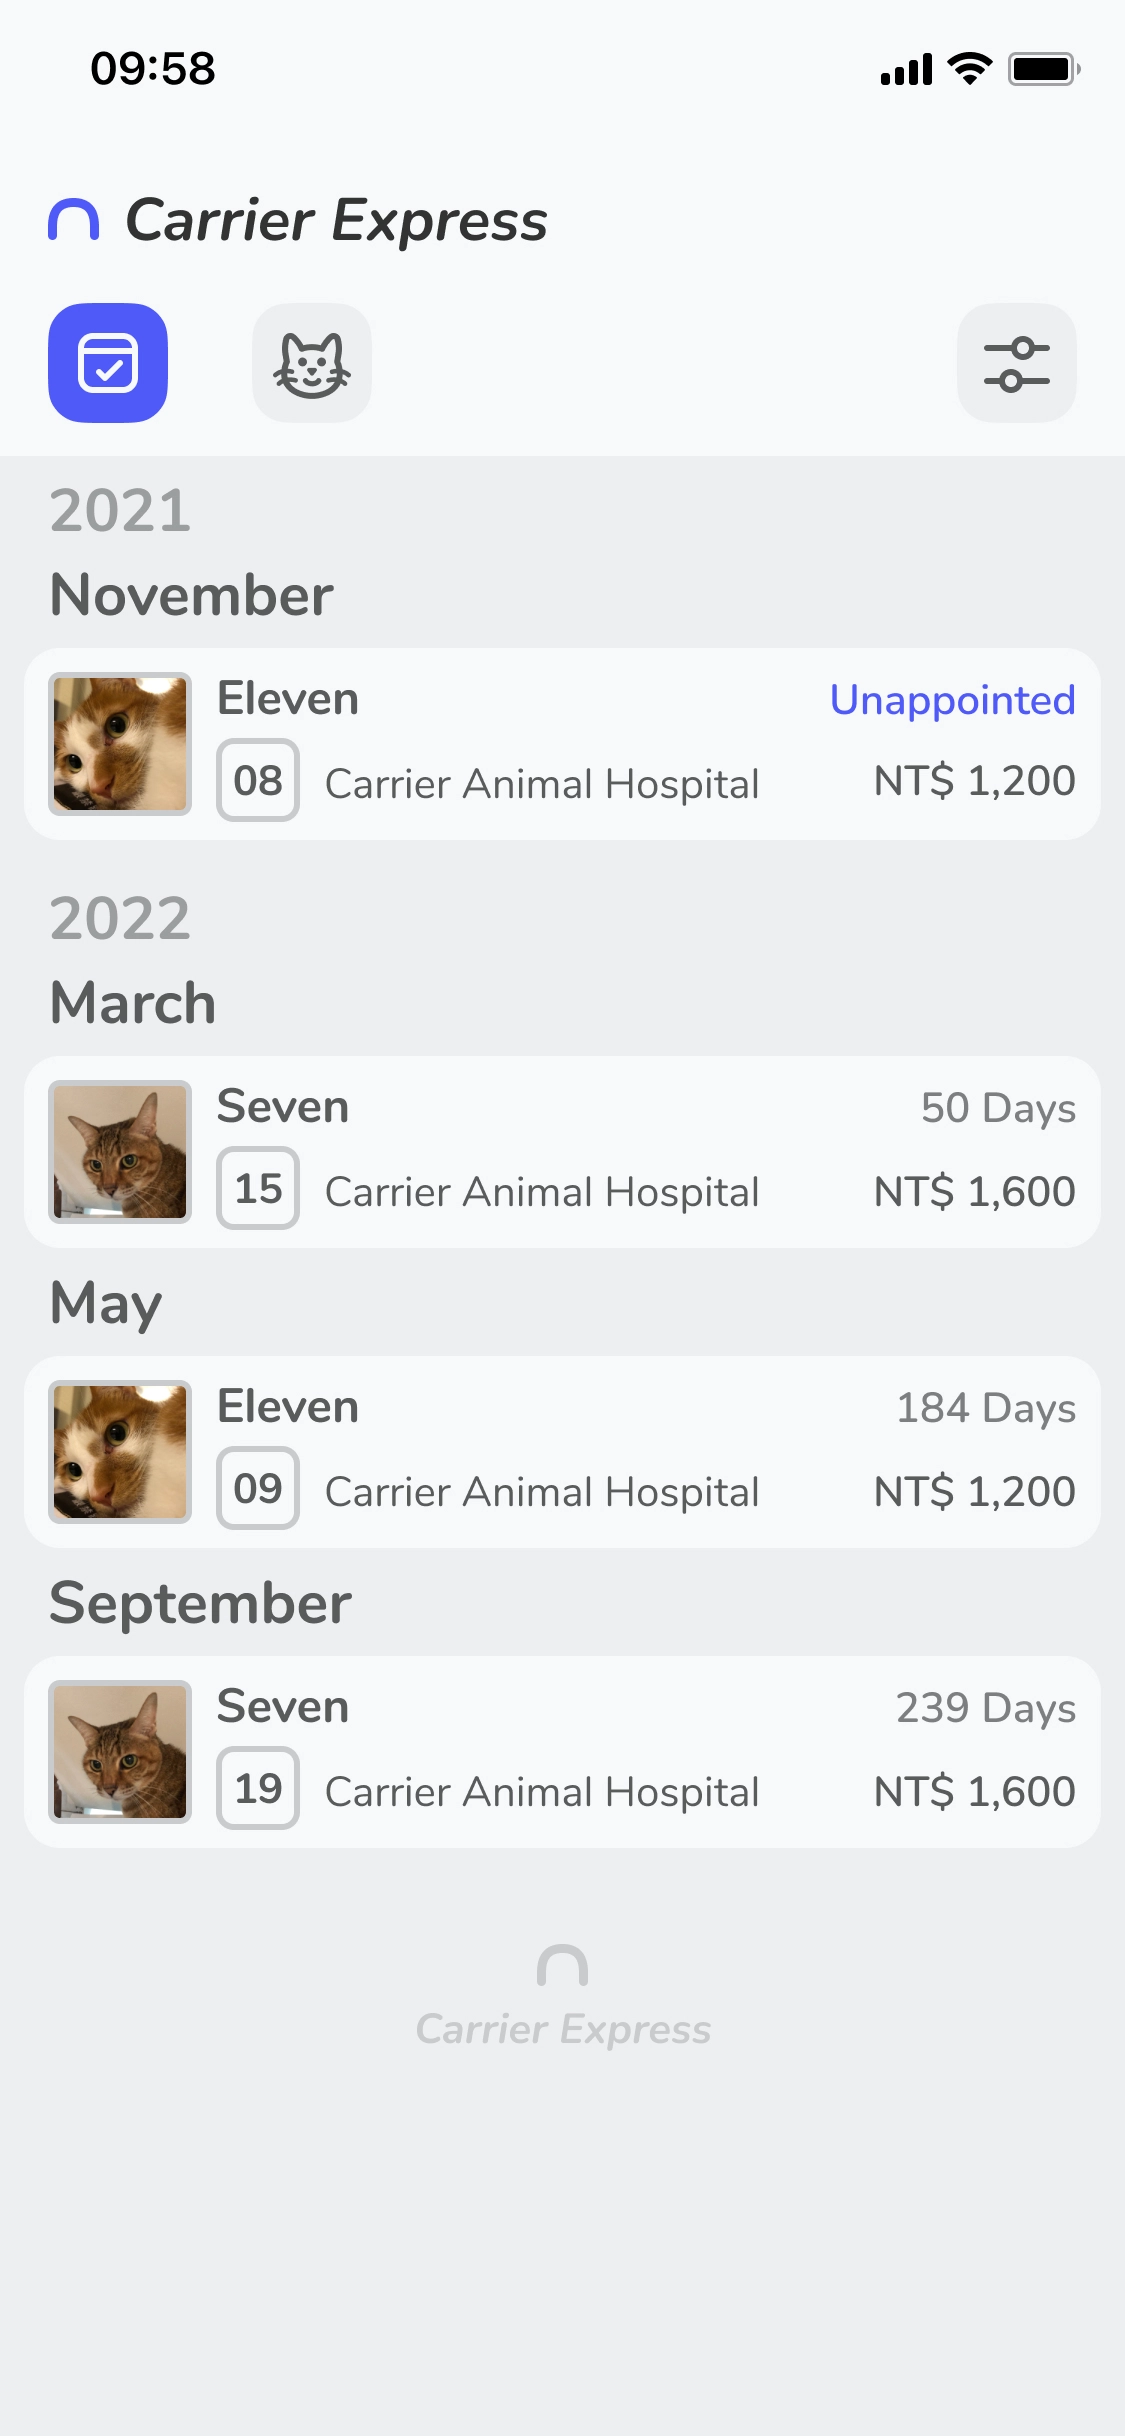 09:58
Carrier Express
2021
November
Eleven
Unappointed
08 Carrier Animal Hospital NT$ 1,200
2022
March
Seven
50 Days
15 Carrier Animal Hospital NT$ 1,600
May
Eleven
184 Days
09 Carrier Animal Hospital NT$ 1,200
September
Seven
239 Days
19 Carrier Animal Hospital NT$ 1,600
Carrier Express